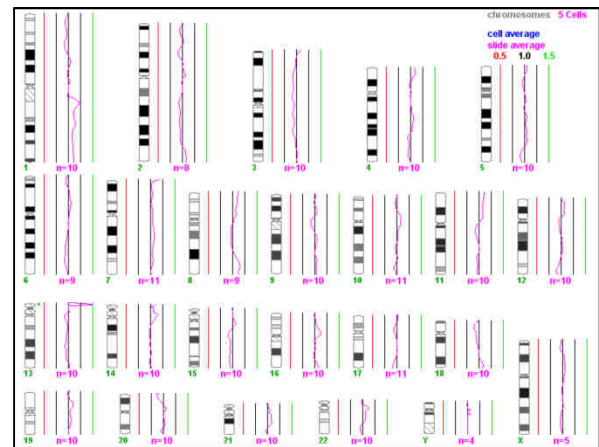 chromosomes 5 Cells
cell average
slide average
0.5 1.0 1.5
1 n=10 2 n=8 3 n=10 4 n=10 5 n=10
6 n=9 7 n=11 8 n=9 9 n=10 10 n=11 11 n=10 12 n=10
13 n=10 14 n=10 15 n=10 16 n=10 17 n=11 18 n=10
19 n=10 20 n=10 21 n=10 22 n=10 Y n=4 X n=5